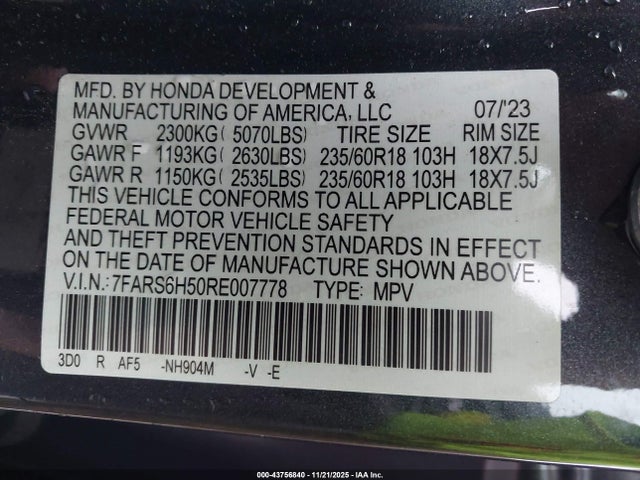 MFD. BY HONDA DEVELOPMENT &
MANUFACTURING OF AMERICA, LLC 07/'23
GVWR 2300KG ( 5070LBS) TIRE SIZE RIM SIZE
GAWR F 1193KG ( 2630LBS) 235/60R18 103H 18X7.5J
GAWR R 1150KG ( 2535LBS) 235/60R18 103H 18X7.5J
THIS VEHICLE CONFORMS TO ALL APPLICABLE
FEDERAL MOTOR VEHICLE SAFETY
AND THEFT PREVENTION STANDARDS IN EFFECT
ON THE DATE OF MANUFACTURE SHOWN ABOVE.
V.I.N.:7FARS6H50RE007778 TYPE: MPV
3D0 R AF5 -NH904M -V -E
000-43756840 - 11/21/2025 - IAA Inc.